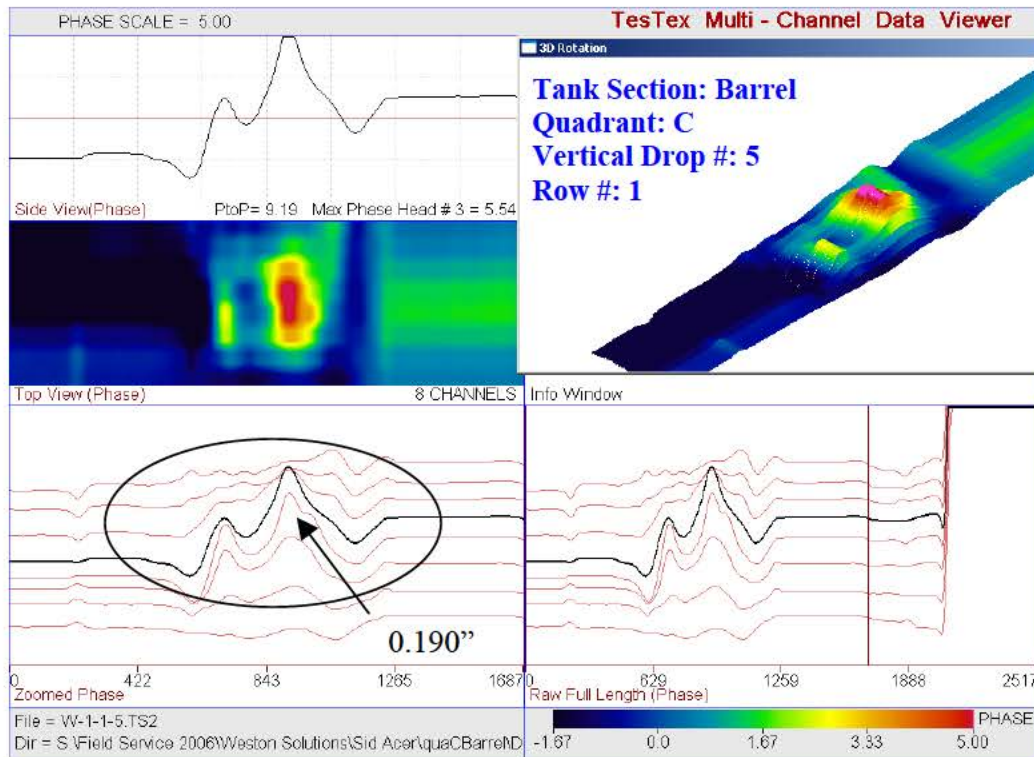 PHASE SCALE = 5.00
TesTex Multi - Channel Data Viewer
3D Rotation
Tank Section: Barrel
Quadrant: C
Vertical Drop #: 5
Row #: 1
Side View(Phase) PtoP= 9.19 Max Phase Head # 3 = 5.54
Top View (Phase) 8 CHANNELS
Info Window
0.190”
0 422 843 1265 1687
Zoomed Phase
0 629 1259 1888 2517
Raw Full Length (Phase)
File = W-1-1-5.TS2
Dir = S:\Field Service 2006\Weston Solutions\Sid Acer\quaCBarrel\D
PHASE
-1.67 0.0 1.67 3.33 5.00